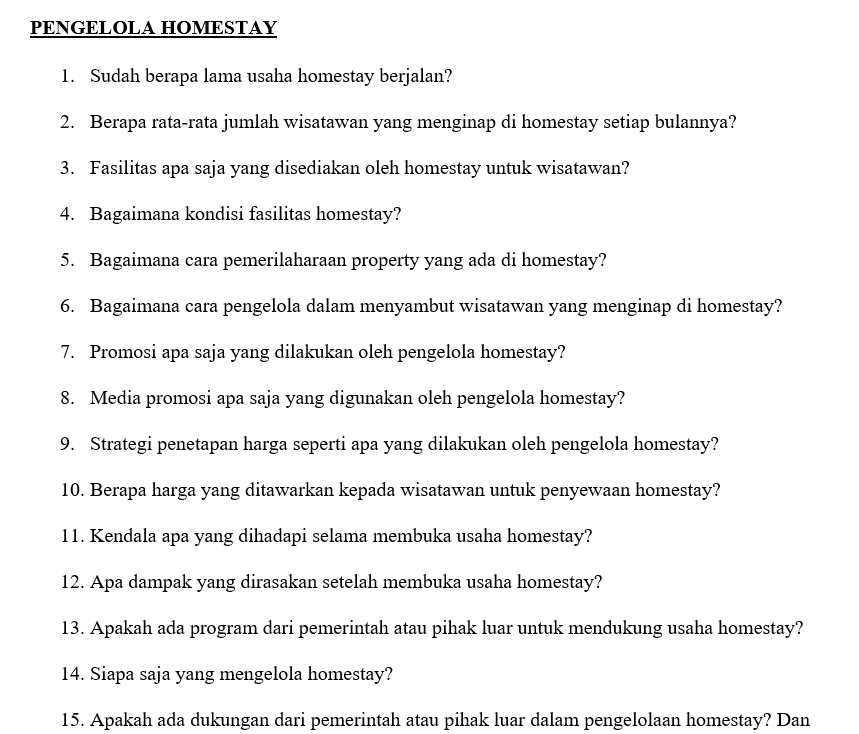 PENGELOLA HOMESTAY
1. Sudah berapa lama usaha homestay berjalan?
2. Berapa rata-rata jumlah wisatawan yang menginap di homestay setiap bulannya?
3. Fasilitas apa saja yang disediakan oleh homestay untuk wisatawan?
4. Bagaimana kondisi fasilitas homestay?
5. Bagaimana cara pemerilaharaan property yang ada di homestay?
6. Bagaimana cara pengelola dalam menyambut wisatawan yang menginap di homestay?
7. Promosi apa saja yang dilakukan oleh pengelola homestay?
8. Media promosi apa saja yang digunakan oleh pengelola homestay?
9. Strategi penetapan harga seperti apa yang dilakukan oleh pengelola homestay?
10. Berapa harga yang ditawarkan kepada wisatawan untuk penyewaan homestay?
11. Kendala apa yang dihadapi selama membuka usaha homestay?
12. Apa dampak yang dirasakan setelah membuka usaha homestay?
13. Apakah ada program dari pemerintah atau pihak luar untuk mendukung usaha homestay?
14. Siapa saja yang mengelola homestay?
15. Apakah ada dukungan dari pemerintah atau pihak luar dalam pengelolaan homestay? Dan